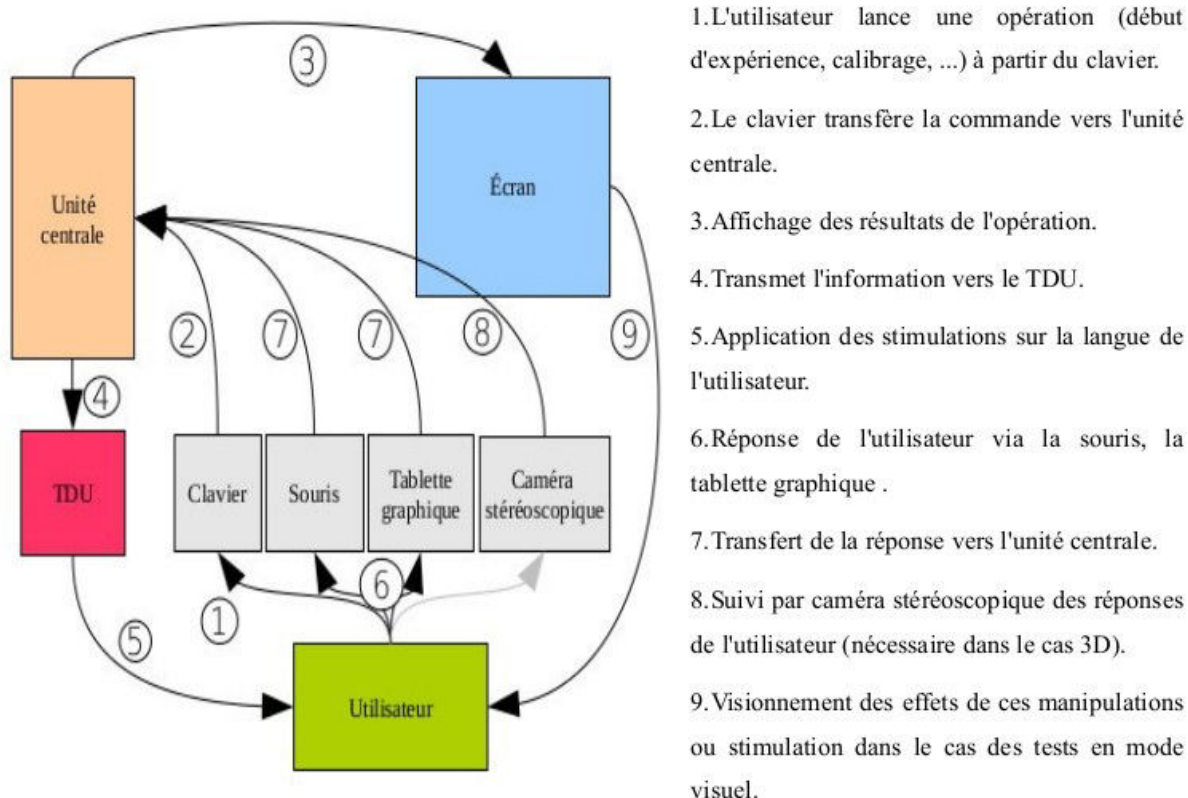 3
Unité
centrale
Écran
2
7
7
8
9
4
TDU
Clavier
Souris
Tablette
graphique
Caméra
stéréoscopique
6
1
5
Utilisateur
1.L'utilisateur lance une opération (début
d'expérience, calibrage, ...) à partir du clavier.
2.Le clavier transfère la commande vers l'unité
centrale.
3.Affichage des résultats de l'opération.
4.Transmet l'information vers le TDU.
5.Application des stimulations sur la langue de
l'utilisateur.
6.Réponse de l'utilisateur via la souris, la
tablette graphique .
7.Transfert de la réponse vers l'unité centrale.
8.Suivi par caméra stéréoscopique des réponses
de l'utilisateur (nécessaire dans le cas 3D).
9.Visionnement des effets de ces manipulations
ou stimulation dans le cas des tests en mode
visuel.